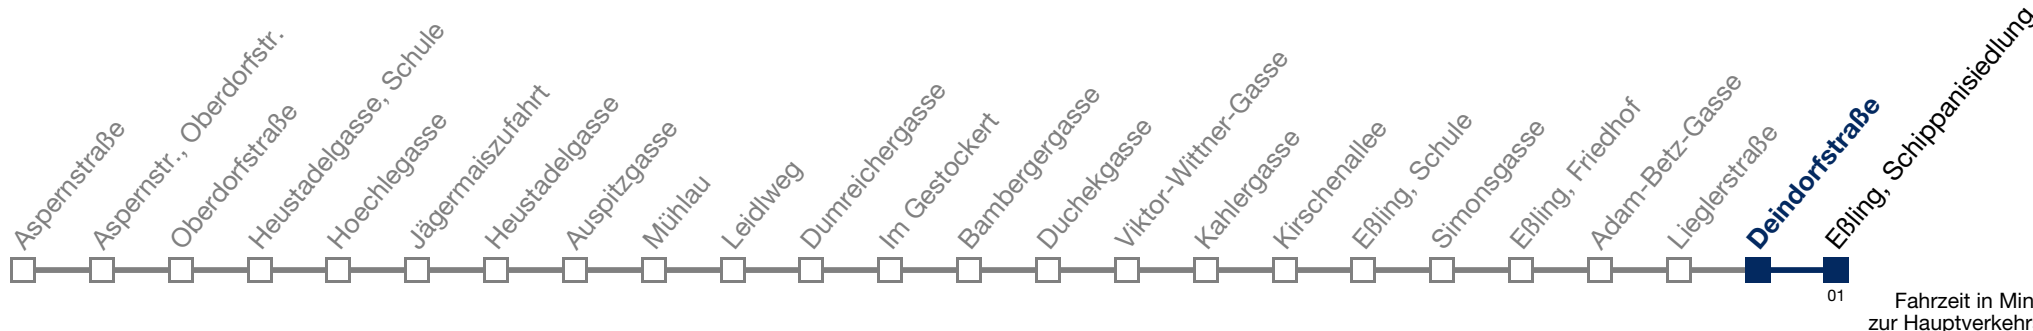 Aspernstraße
Aspernstr., Oberdorfstr.
Oberdorfstraße
Heustadelgasse, Schule
Hoechlegasse
Jägermaiszufahrt
Heustadelgasse
Auspitzgasse
Mühlau
Leidlweg
Dumreichergasse
Im Gestockert
Bambergergasse
Duchekgasse
Viktor-Wittner-Gasse
Kahlergasse
Kirschenallee
Eßling, Schule
Simonsgasse
Eßling, Friedhof
Adam-Betz-Gasse
Lieglerstraße
Deindorfstraße
Eßling, Schippanisiedlung
01
Fahrzeit in Min
zur Hauptverkehr